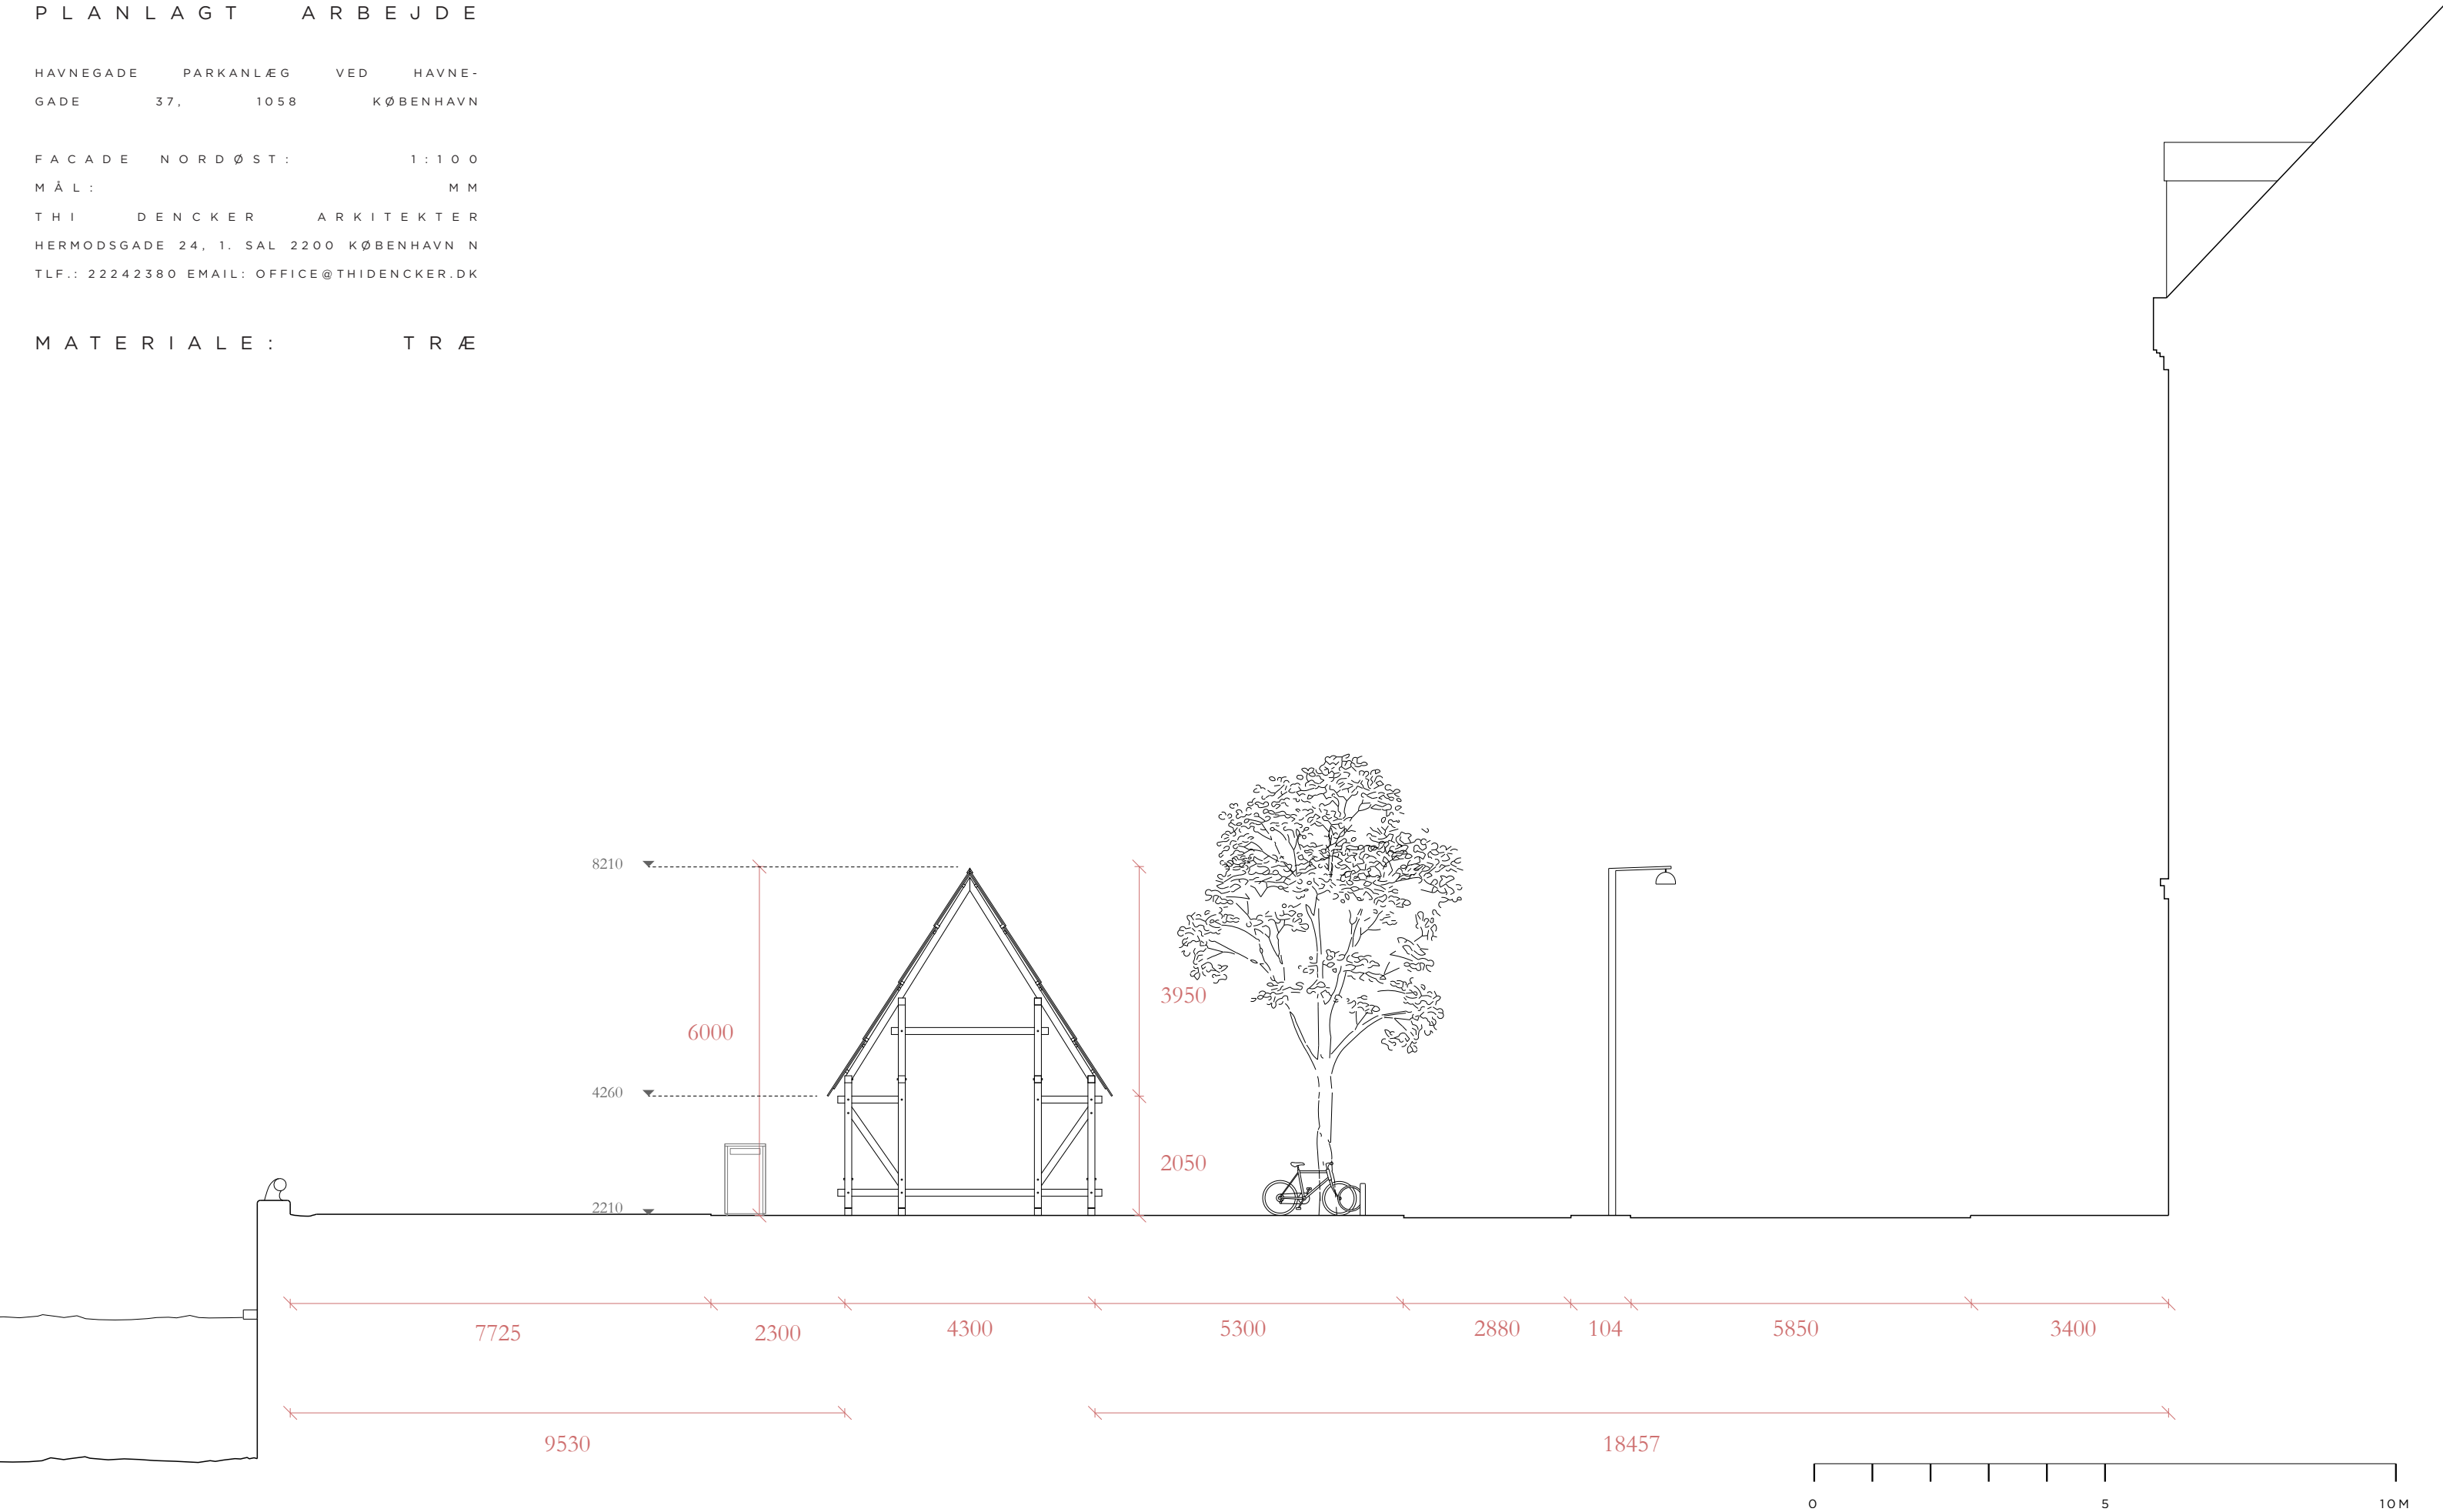 PLANLAGT ARBEJDE
HAVNEGADE PARKANLÆG VED HAVNE-
GADE 37, 1058 KØBENHAVN
FACADE NORDØST: 1:100
MÅL: MM
THI DENCKER ARKITEKTER
HERMODSGADE 24, 1. SAL 2200 KØBENHAVN N
TLF.: 22242380 EMAIL: OFFICE@THIDENCKER.DK
MATERIALE: TRÆ
8210
3950
6000
4260
2050
2210
7725 2300 4300 5300 2880 104 5850 3400
9530 18457
0 5 10 M